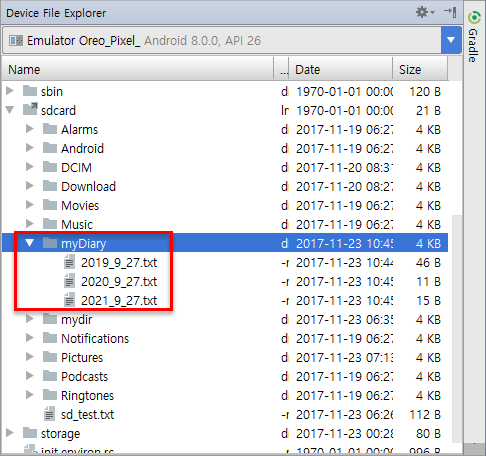 Device File Explorer
Emulator Oreo_Pixel_ Android 8.0.0, API 26
Gradle
Name ... Date Size
sbin d 1970-01-01 00:00 120 B
sdcard l 1970-01-01 00:00 21 B
Alarms d 2017-11-19 06:27 4 KB
Android d 2017-11-19 06:27 4 KB
DCIM d 2017-11-20 08:31 4 KB
Download d 2017-11-20 08:27 4 KB
Movies d 2017-11-19 06:27 4 KB
Music d 2017-11-19 06:27 4 KB
myDiary d 2017-11-23 10:45 4 KB
2019_9_27.txt - 2017-11-23 10:44 46 B
2020_9_27.txt - 2017-11-23 10:45 11 B
2021_9_27.txt - 2017-11-23 10:45 15 B
mydir d 2017-11-23 06:35 4 KB
Notifications d 2017-11-19 06:27 4 KB
Pictures d 2017-11-23 07:13 4 KB
Podcasts d 2017-11-19 06:27 4 KB
Ringtones d 2017-11-19 06:27 4 KB
sd_test.txt - 2017-11-23 06:26 112 B
storage d 2017-11-23 00:28 80 B
init.environ.rc 1970-01-01 00:00 996 B